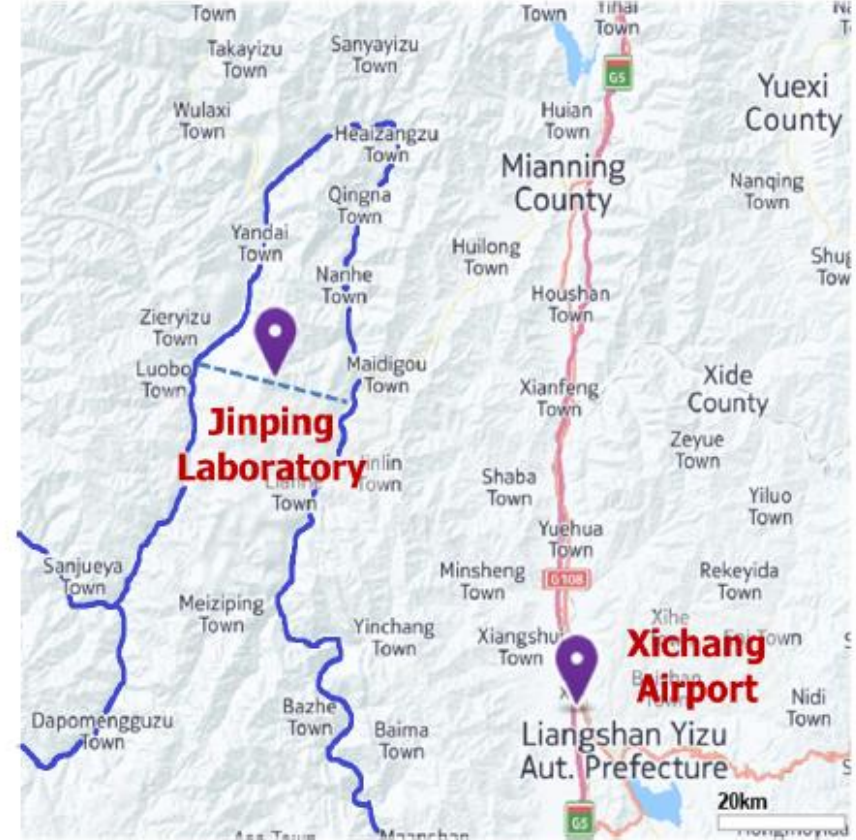 Town
Town
Yihai
Town
Takayizu
Town
Sanyayizu
Town
G5
Yuexi
County
Wulaxi
Town
Huian
Town
Heaizangzu
Town
Mianning
County
Nanqing
Town
Qingna
Town
Yandai
Town
Huilong
Town
Nanhe
Town
Houshan
Town
Zieryizu
Town
Luobo
Town
Maidigou
Town
Xianfeng
Town
Xide
County
Jinping
Laboratory
Zeyue
Town
Town
Town
Shaba
Town
Yiluo
Town
Yuehua
Town
Sanjueya
Town
Minsheng
Town
G108
Rekeyida
Town
Meiziping
Town
Yinchang
Town
Xihe
Town
Xichang
Airport
Nidi
Town
Bazhe
Town
Baima
Town
Dapomengguzu
Town
Liangshan Yizu
Aut. Prefecture
20km
G5